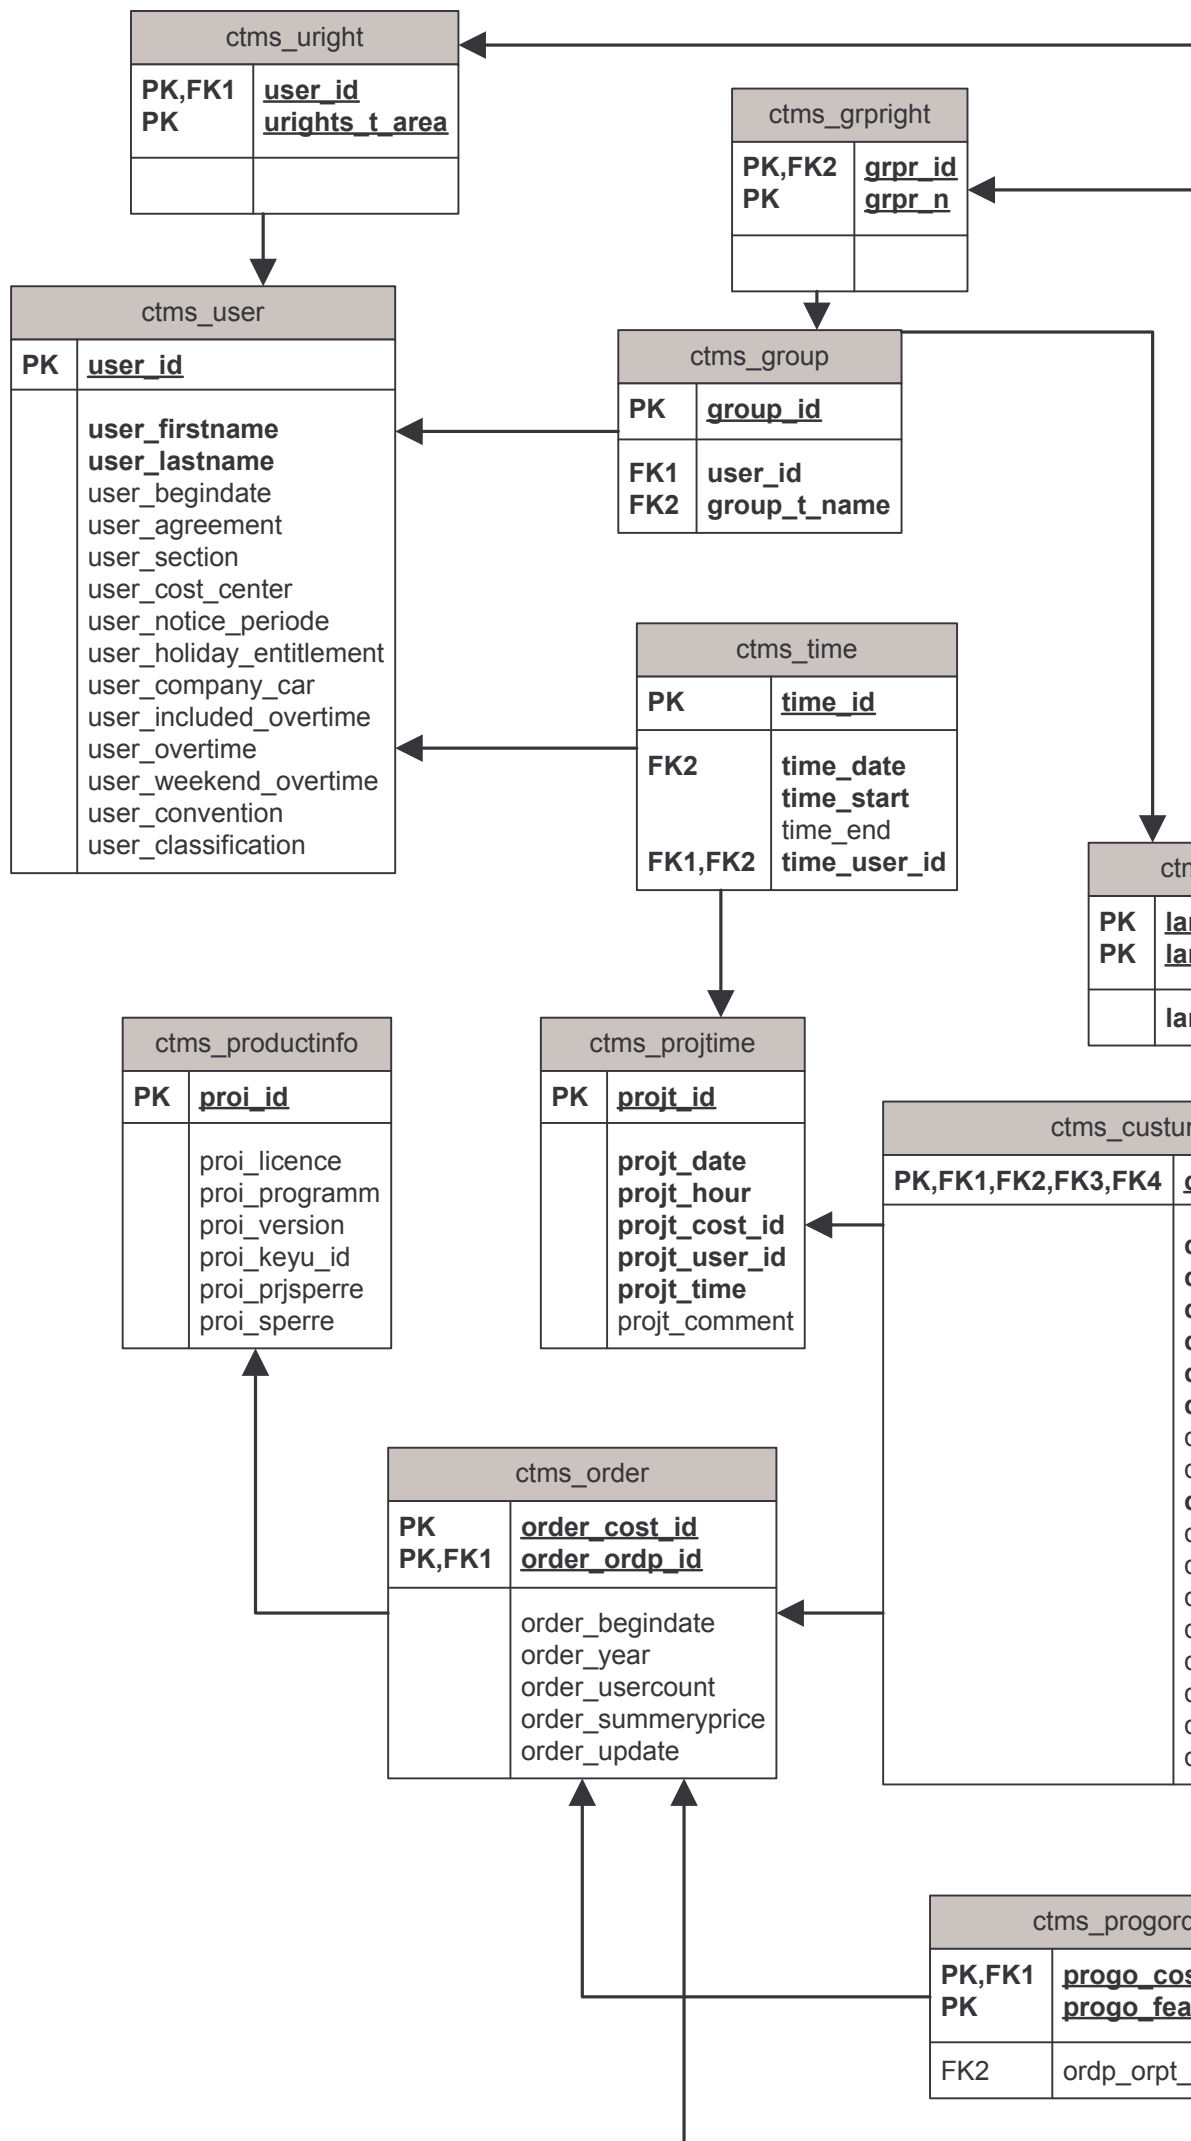 ctms_uright
PK,FK1 user_id
PK urights_t_area
ctms_grpright
PK,FK2 grpr_id
PK grpr_n
ctms_user
PK user_id
user_firstname
user_lastname
user_begindate
user_agreement
user_section
user_cost_center
user_notice_periode
user_holiday_entitlement
user_company_car
user_included_overtime
user_overtime
user_weekend_overtime
user_convention
user_classification
ctms_group
PK group_id
FK1 user_id
FK2 group_t_name
ctms_time
PK time_id
FK2 time_date
time_start
time_end
FK1,FK2 time_user_id
PK
PK
ctms_productinfo
PK proi_id
proi_licence
proi_programm
proi_version
proi_keyu_id
proi_prjsperre
proi_sperre
ctms_projtime
PK projt_id
projt_date
projt_hour
projt_cost_id
projt_user_id
projt_time
projt_comment
PK,FK1,FK2,FK3,FK4
ctms_order
PK order_cost_id
PK,FK1 order_ordp_id
order_begindate
order_year
order_usercount
order_summeryprice
order_update
PK,FK1
PK
FK2 ordp_orpt_